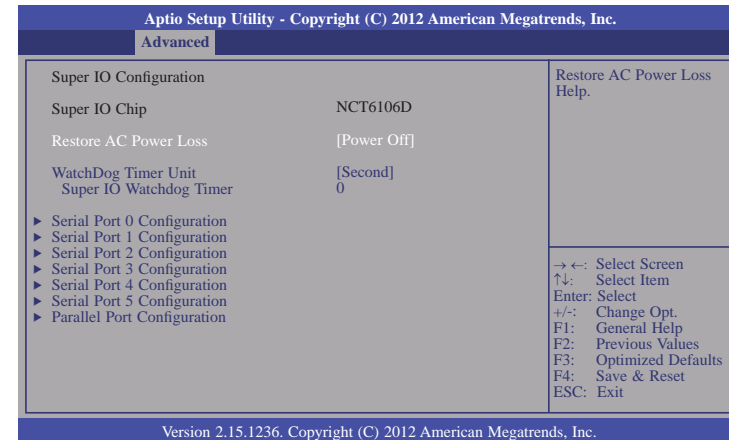 Aptio Setup Utility - Copyright (C) 2012 American Megatrends, Inc.
Advanced
Super IO Configuration
Super IO Chip NCT6106D
Restore AC Power Loss [Power Off]
WatchDog Timer Unit [Second]
Super IO Watchdog Timer 0
▶ Serial Port 0 Configuration
▶ Serial Port 1 Configuration
▶ Serial Port 2 Configuration
▶ Serial Port 3 Configuration
▶ Serial Port 4 Configuration
▶ Serial Port 5 Configuration
▶ Parallel Port Configuration
Restore AC Power Loss
Help.
→←: Select Screen
↑↓: Select Item
Enter: Select
+/-: Change Opt.
F1: General Help
F2: Previous Values
F3: Optimized Defaults
F4: Save & Reset
ESC: Exit
Version 2.15.1236. Copyright (C) 2012 American Megatrends, Inc.